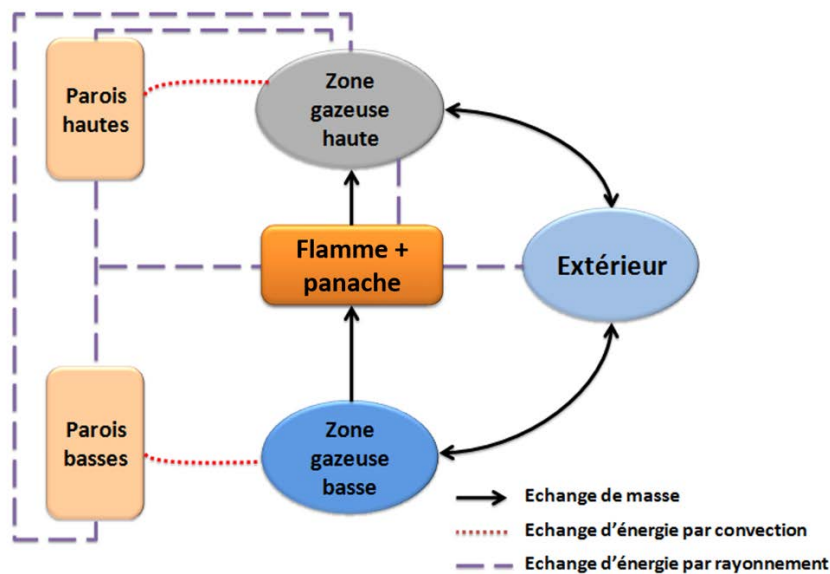 Parois
hautes
Zone
gazeuse
haute
Flamme +
panache
Extérieur
Parois
basses
Zone
gazeuse
basse
Echange de masse
Echange d'énergie par convection
Echange d'énergie par rayonnement